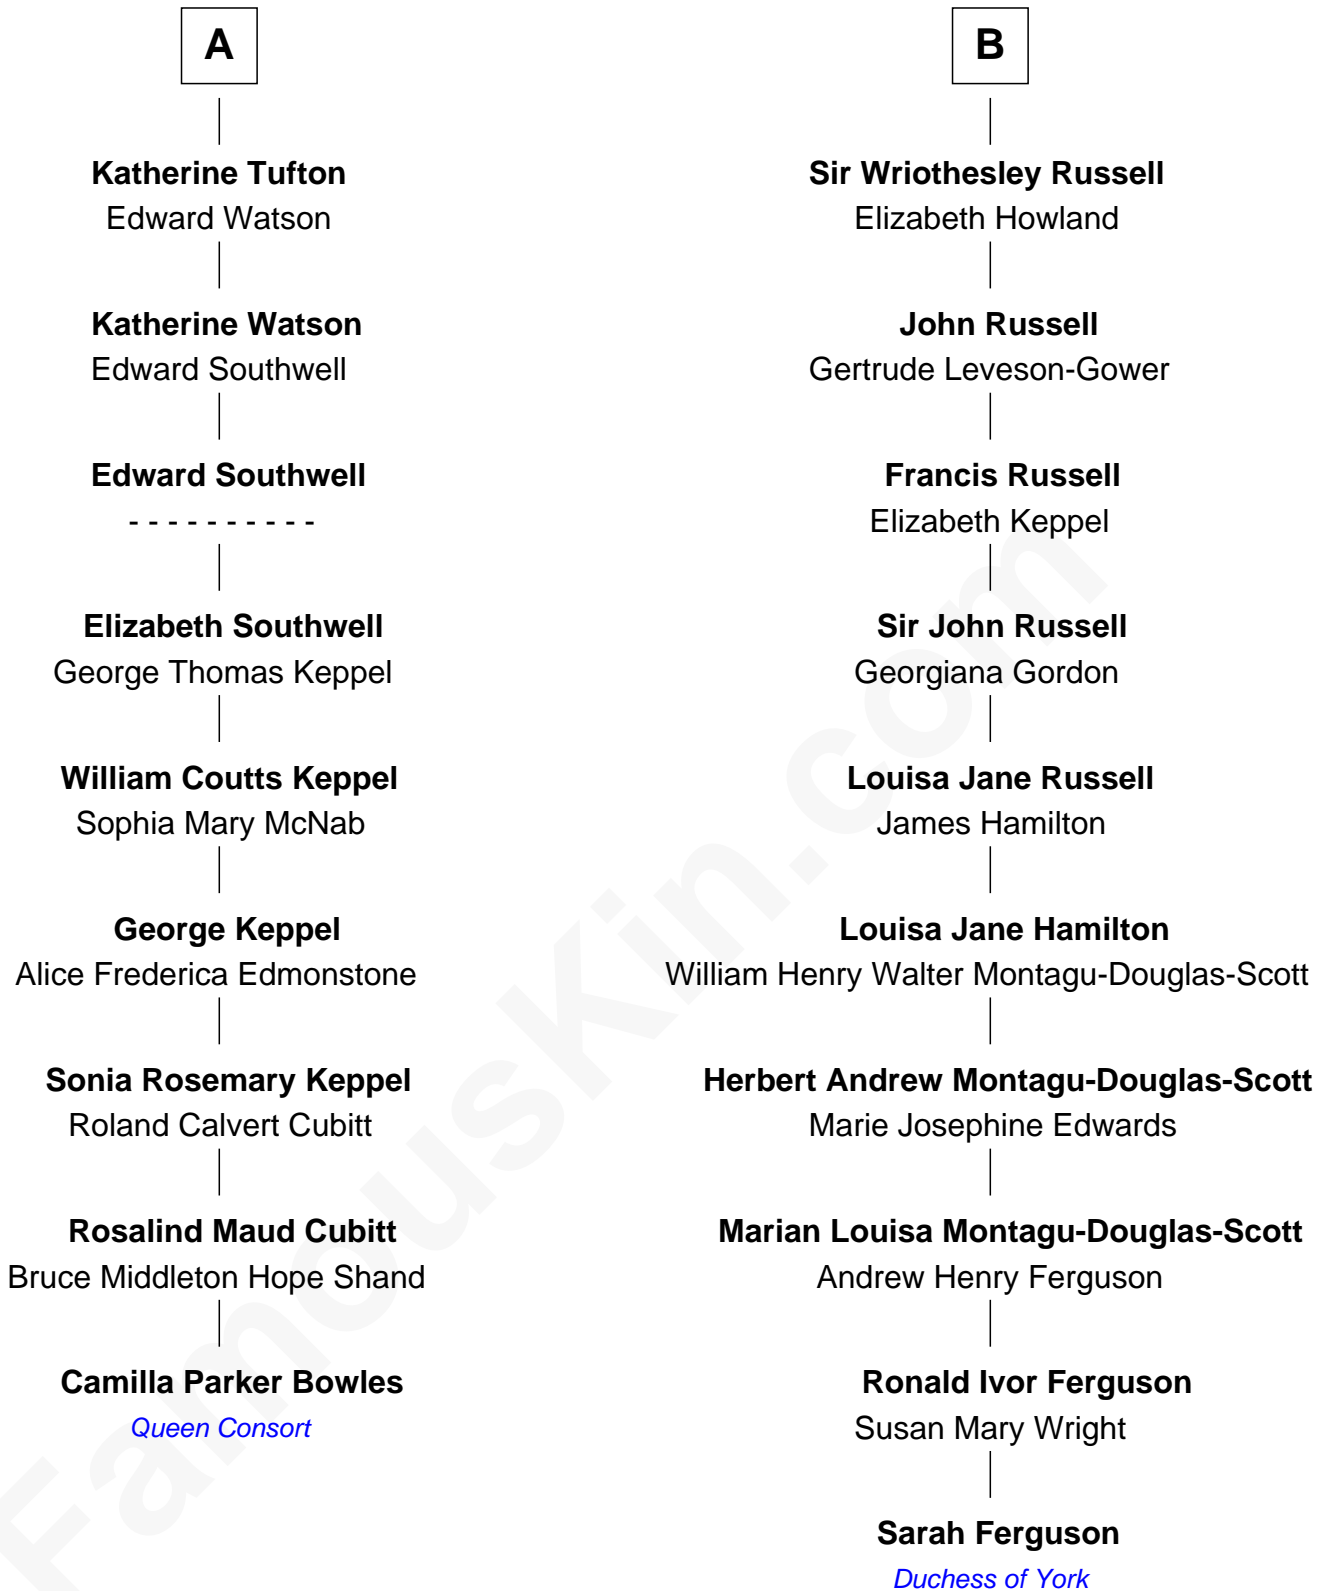 A
Katherine Tufton
Edward Watson
Katherine Watson
Edward Southwell
Edward Southwell
- - - - - - - - - -
Elizabeth Southwell
George Thomas Keppel
William Coutts Keppel
Sophia Mary McNab
George Keppel
Alice Frederica Edmonstone
Sonia Rosemary Keppel
Roland Calvert Cubitt
Rosalind Maud Cubitt
Bruce Middleton Hope Shand
Camilla Parker Bowles
Queen Consort
B
Sir Wriothesley Russell
Elizabeth Howland
John Russell
Gertrude Leveson-Gower
Francis Russell
Elizabeth Keppel
Sir John Russell
Georgiana Gordon
Louisa Jane Russell
James Hamilton
Louisa Jane Hamilton
William Henry Walter Montagu-Douglas-Scott
Herbert Andrew Montagu-Douglas-Scott
Marie Josephine Edwards
Marian Louisa Montagu-Douglas-Scott
Andrew Henry Ferguson
Ronald Ivor Ferguson
Susan Mary Wright
Sarah Ferguson
Duchess of York
FamousKin.com